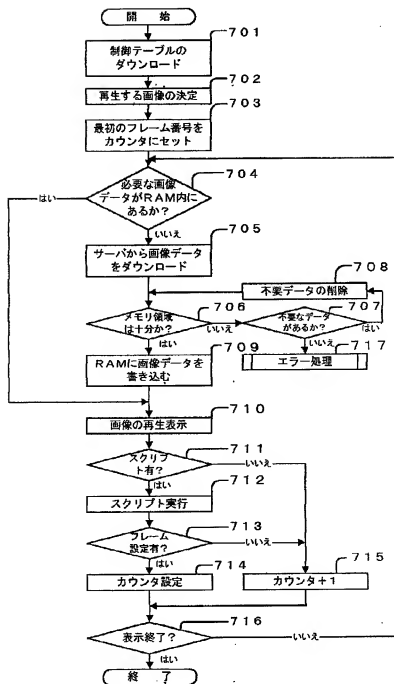 開　始
701
制御テーブルの
ダウンロード
702
再生する画像の決定
703
最初のフレーム番号を
カウンタにセット
704
必要な画像
データがRAM内に
あるか?
はい
いいえ
705
サーバから画像データ
をダウンロード
708
不要データの削除
706
メモリ領域
は十分か?
いいえ
はい
707
不要なデータ
があるか?
はい
いいえ
709
RAMに画像データを
書き込む
717
エラー処理
710
画像の再生表示
711
スクリプ
ト有?
いいえ
はい
712
スクリプト実行
713
フレーム
設定有?
いいえ
はい
714
カウンタ設定
715
カウンタ+1
716
表示終了?
いいえ
はい
終　了